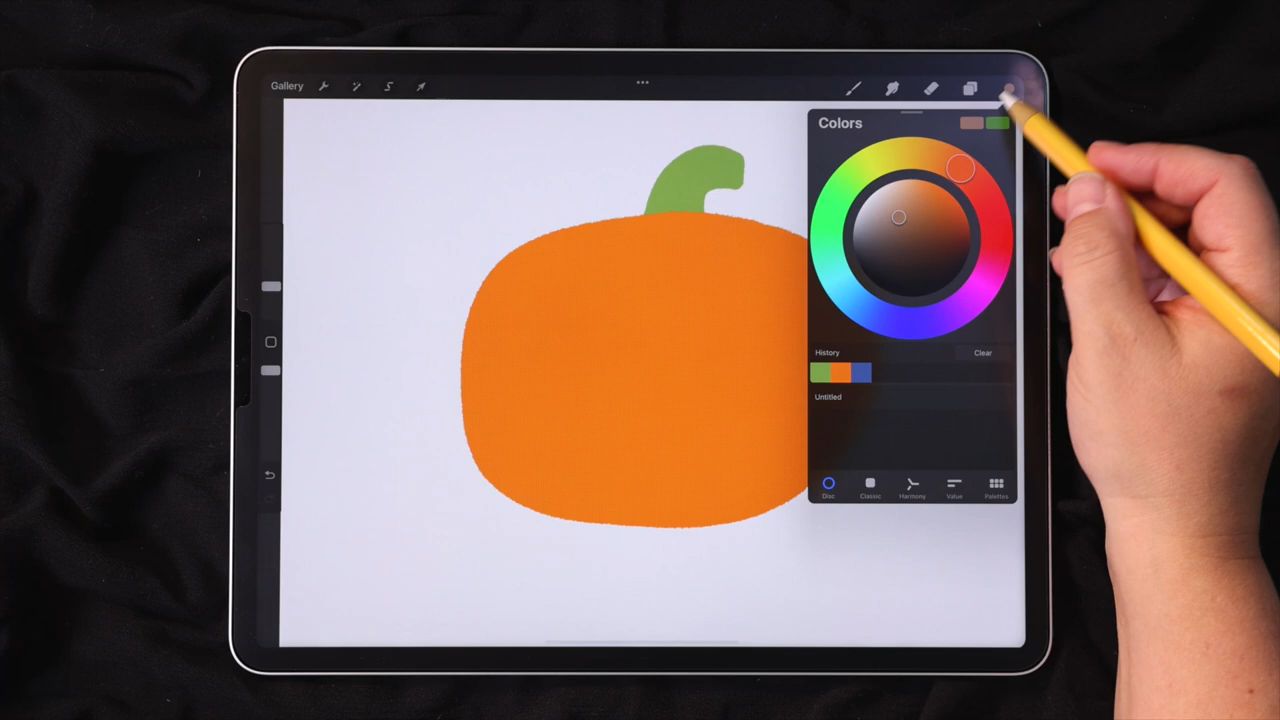 Gallery
Colors
History
Clear
Untitled
Disc
Classic
Harmony
Value
Palettes